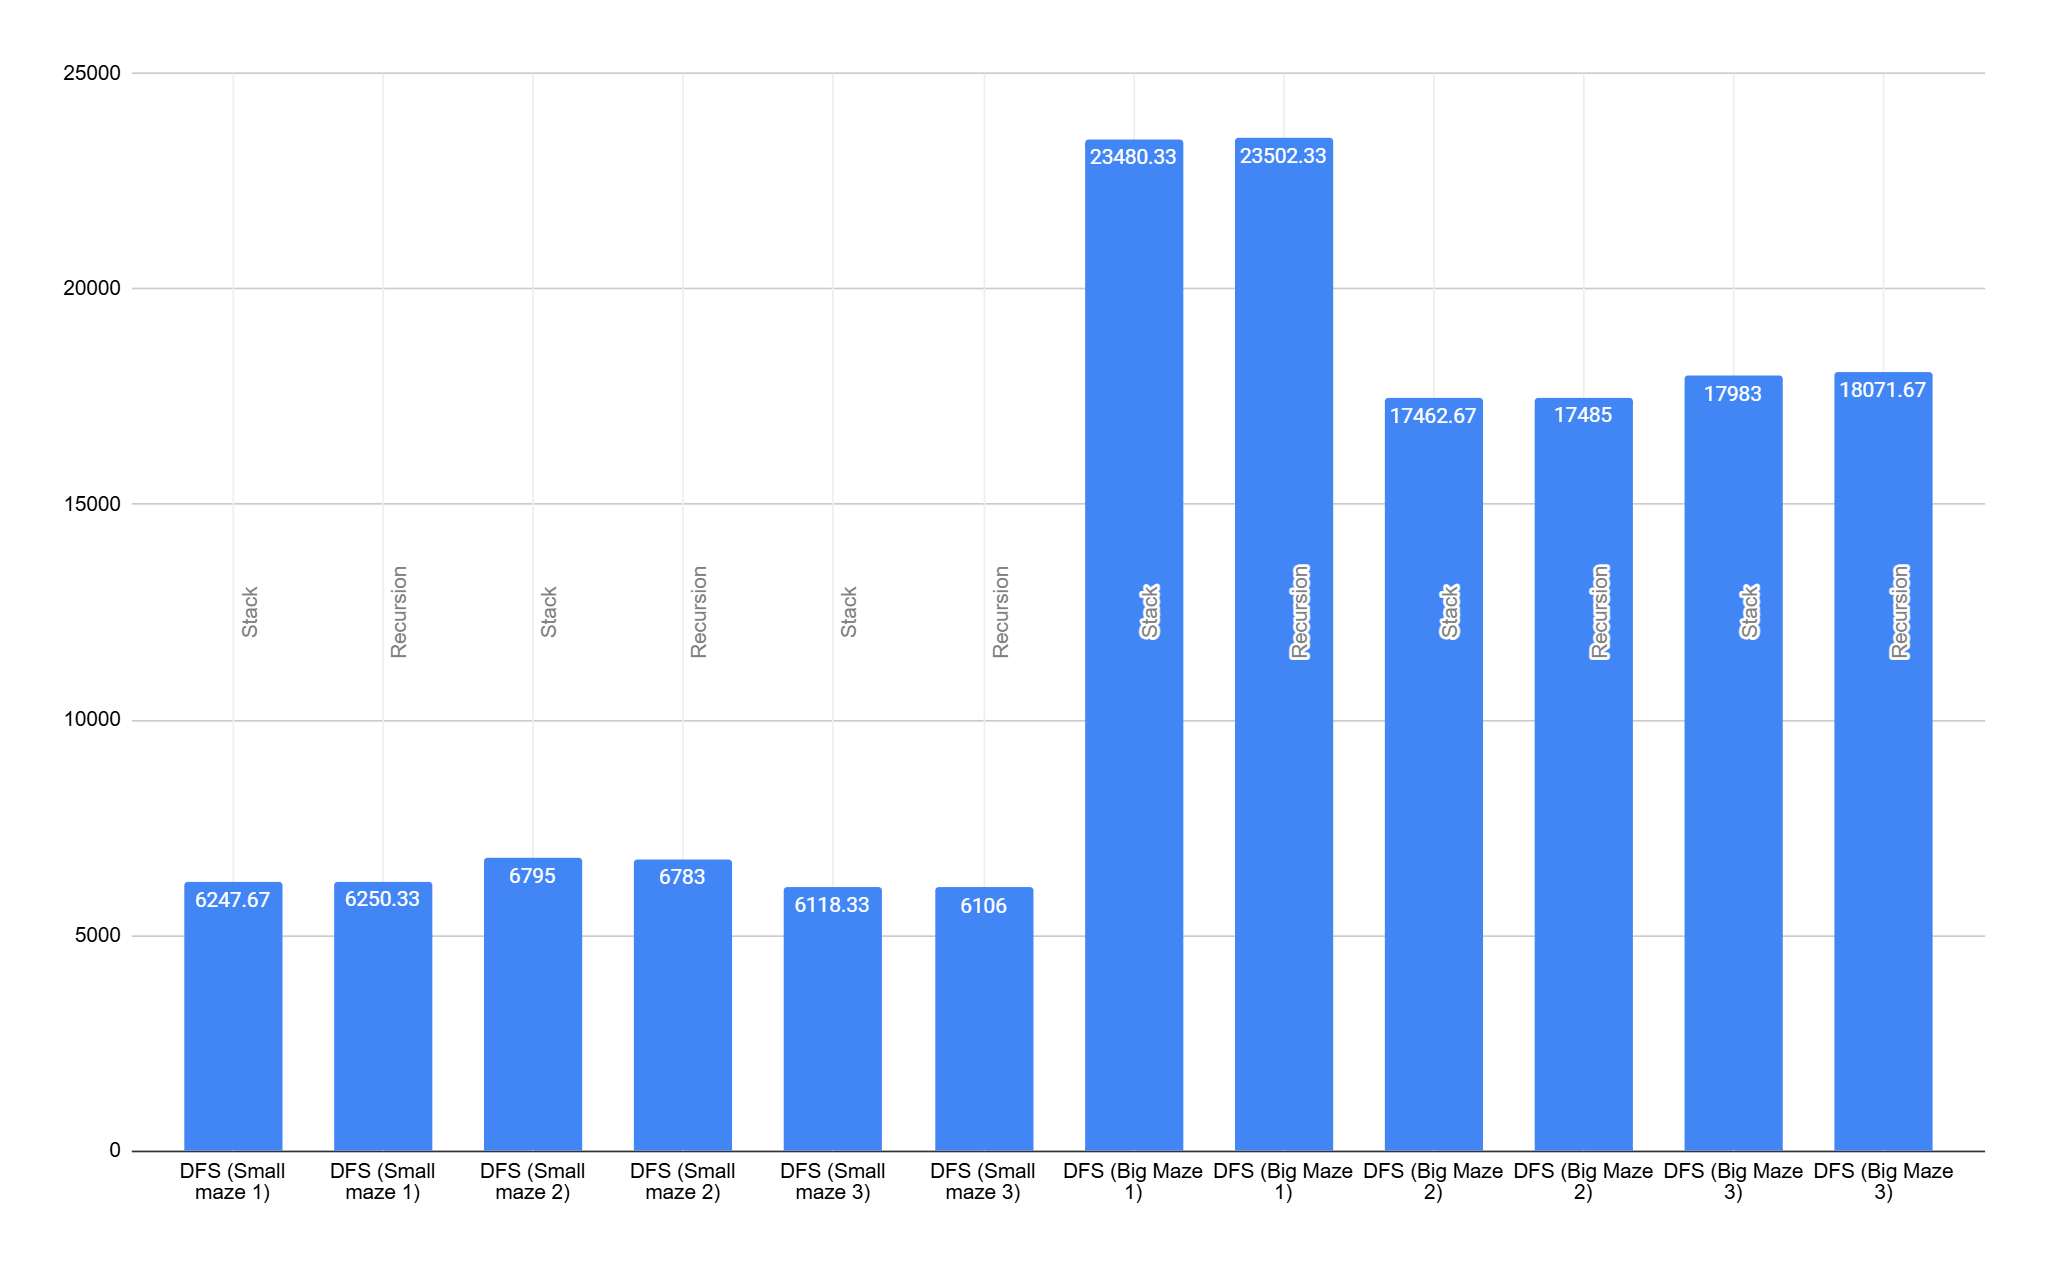 25000
20000
15000
10000
5000
0
23480.33
23502.33
17462.67
17485
17983
18071.67
6247.67
6250.33
6795
6783
6118.33
6106
Stack
Recursion
Stack
Recursion
Stack
Recursion
Stack
Recursion
Stack
Recursion
Stack
Recursion
DFS (Small
maze 1)
DFS (Small
maze 1)
DFS (Small
maze 2)
DFS (Small
maze 2)
DFS (Small
maze 3)
DFS (Small
maze 3)
DFS (Big Maze
1)
DFS (Big Maze
1)
DFS (Big Maze
2)
DFS (Big Maze
2)
DFS (Big Maze
3)
DFS (Big Maze
3)